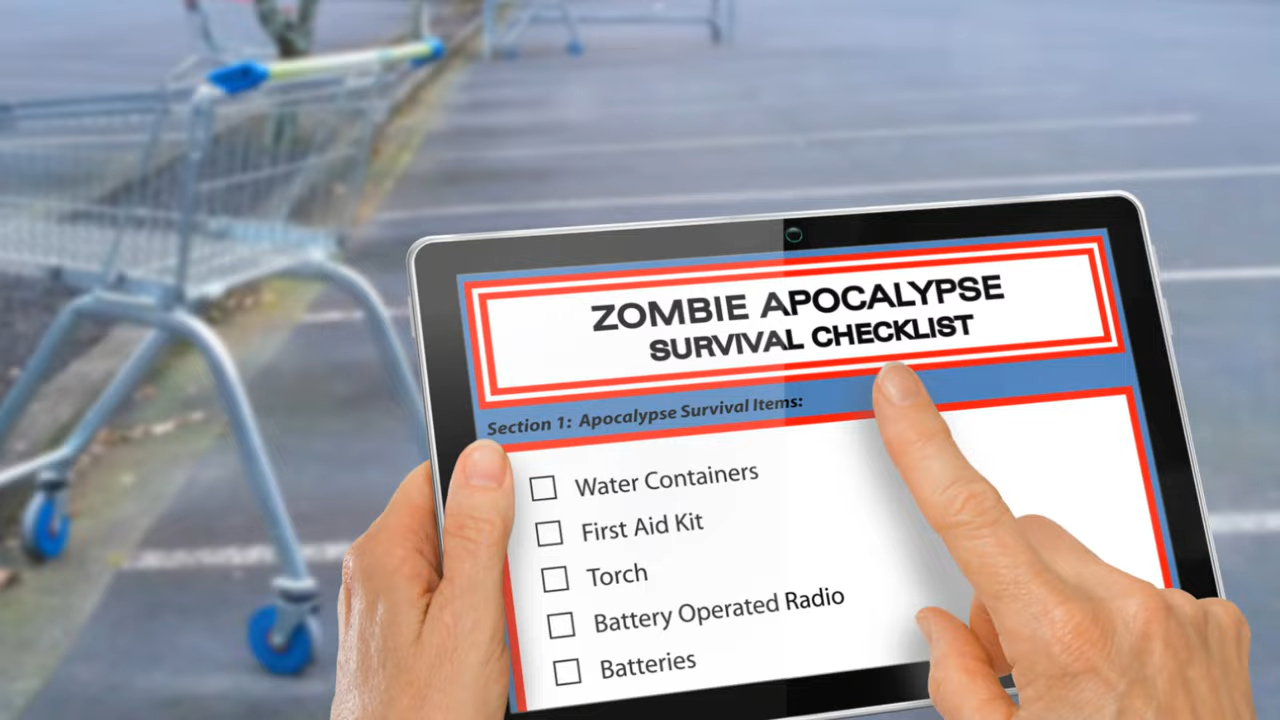 ZOMBIE APOCALYPSE
SURVIVAL CHECKLIST
Section 1: Apocalypse Survival Items:
Water Containers
First Aid Kit
Torch
Battery Operated Radio
Batteries